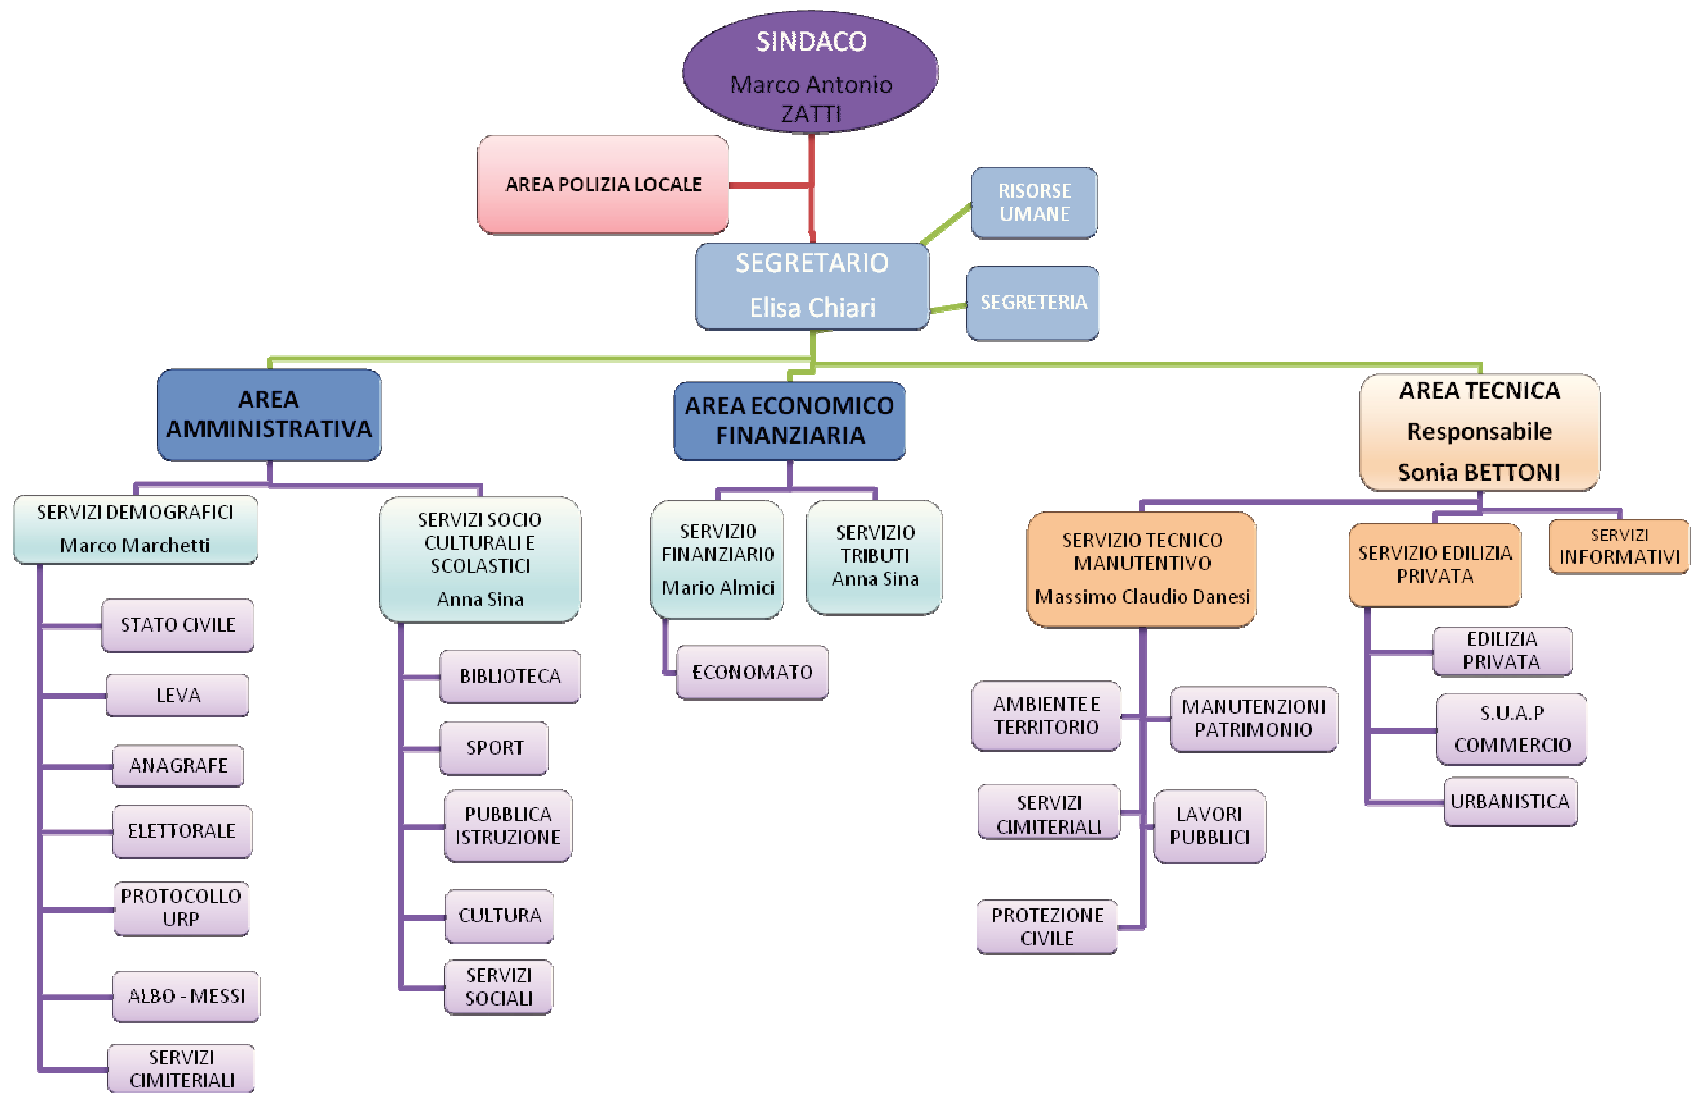 SINDACO
Marco Antonio
ZATTI
AREA POLIZIA LOCALE
RISORSE
UMANE
SEGRETARIO
Elisa Chiari
SEGRETERIA
AREA
AMMINISTRATIVA
AREA ECONOMICO
FINANZIARIA
AREA TECNICA
Responsabile
Sonia BETTONI
SERVIZI DEMOGRAFICI
Marco Marchetti
STATO CIVILE
LEVA
ANAGRAFE
ELETTORALE
PROTOCOLLO
URP
ALBO - MESSI
SERVIZI
CIMITERIALI
SERVIZI SOCIO
CULTURALI E
SCOLASTICI
Anna Sina
BIBLIOTECA
SPORT
PUBBLICA
ISTRUZIONE
CULTURA
SERVIZI
SOCIALI
SERVIZIO
FINANZIARIO
Mario Almici
ECONOMATO
SERVIZIO
TRIBUTI
Anna Sina
SERVIZIO TECNICO
MANUTENTIVO
Massimo Claudio Danesi
AMBIENTE E
TERRITORIO
MANUTENZIONI
PATRIMONIO
SERVIZI
CIMITERIALI
LAVORI
PUBBLICI
PROTEZIONE
CIVILE
SERVIZIO EDILIZIA
PRIVATA
EDILIZIA
PRIVATA
S.U.A.P
COMMERCIO
URBANISTICA
SERVIZI
INFORMATIVI